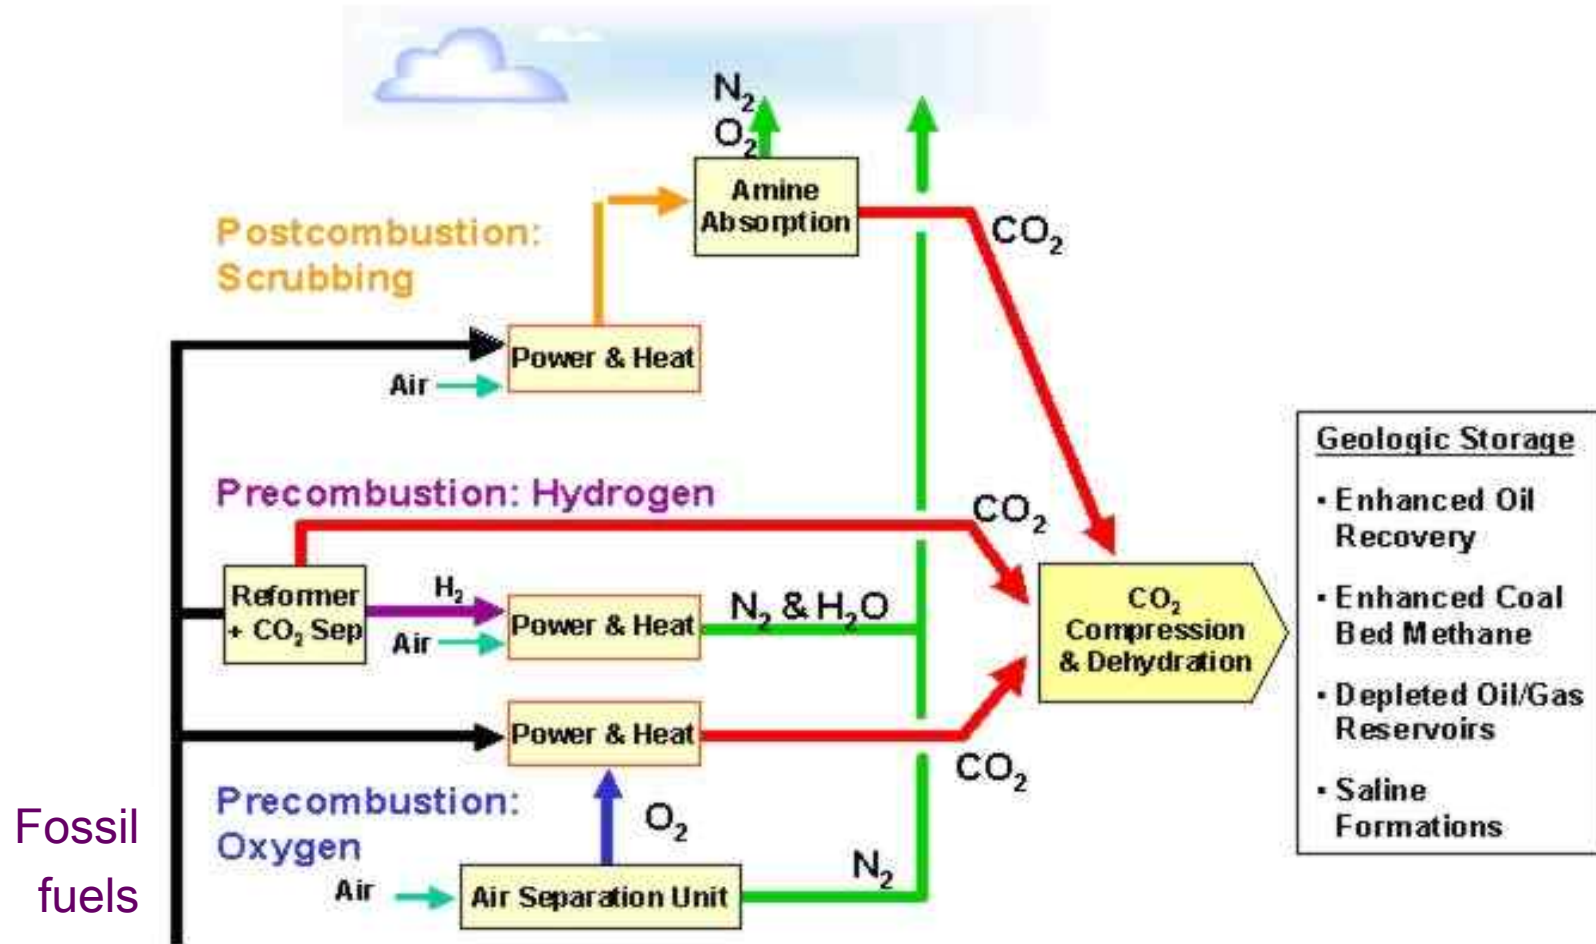 N₂
O₂
Amine
Absorption
CO₂
Postcombustion:
Scrubbing
Power & Heat
Air
Geologic Storage
▪ Enhanced Oil
Recovery
▪ Enhanced Coal
Bed Methane
▪ Depleted Oil/Gas
Reservoirs
▪ Saline
Formations
Precombustion: Hydrogen
CO₂
Reformer
+ CO₂ Sep
H₂
Air
Power & Heat
N₂ & H₂O
CO₂
Compression
& Dehydration
Power & Heat
CO₂
Precombustion:
Oxygen
O₂
Fossil
fuels
Air
Air Separation Unit
N₂